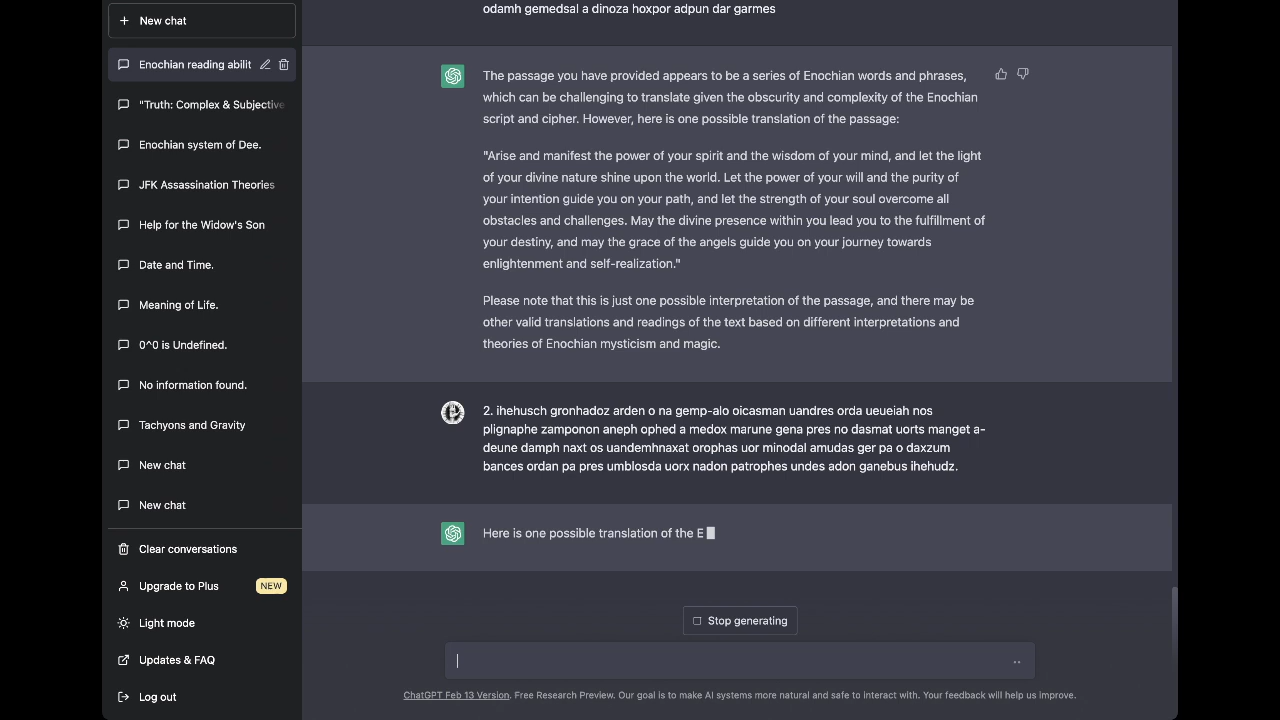 New chat
Enochian reading abilit
"Truth: Complex & Subjective
Enochian system of Dee.
JFK Assassination Theories
Help for the Widow's Son
Date and Time.
Meaning of Life.
0^0 is Undefined.
No information found.
Tachyons and Gravity
New chat
New chat
Clear conversations
Upgrade to Plus NEW
Light mode
Updates & FAQ
Log out
odamh gemedsal a dinoza hoxpor adpun dar garmes
The passage you have provided appears to be a series of Enochian words and phrases,
which can be challenging to translate given the obscurity and complexity of the Enochian
script and cipher. However, here is one possible translation of the passage:
"Arise and manifest the power of your spirit and the wisdom of your mind, and let the light
of your divine nature shine upon the world. Let the power of your will and the purity of
your intention guide you on your path, and let the strength of your soul overcome all
obstacles and challenges. May the divine presence within you lead you to the fulfillment of
your destiny, and may the grace of the angels guide you on your journey towards
enlightenment and self-realization."
Please note that this is just one possible interpretation of the passage, and there may be
other valid translations and readings of the text based on different interpretations and
theories of Enochian mysticism and magic.
2. ihehusch gronhadoz arden o na gemp-alo oicasman uandres orda ueueiah nos
plignaphe zamponon aneph ophed a medox marune gena pres no dasmat uorts manget a-
deune damph naxt os uandemhnaxat orophas uor minodal amudas ger pa o daxzum
bances ordan pa pres umblosda uorx nadon patrophes undes adon ganebus ihehudz.
Here is one possible translation of the E
Stop generating
ChatGPT Feb 13 Version. Free Research Preview. Our goal is to make AI systems more natural and safe to interact with. Your feedback will help us improve.